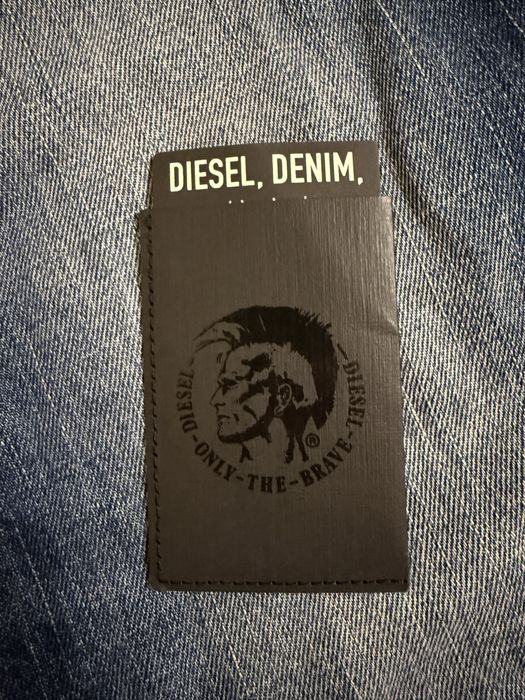 DIESEL, DENIM,
DIESEL-ONLY-THE-BRAVE-DIESEL
®